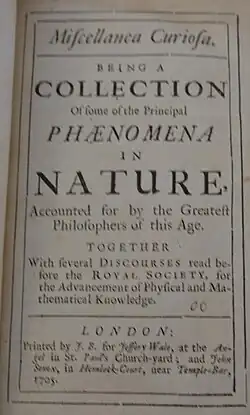 Miſcellanea Curioſa.
BEING A
COLLECTION
Of ſome of the Principal
PHÆNOMENA
IN
NATURE,
Accounted for by the Greateſt
Philoſophers of this Age.
TOGETHER
With ſeveral DISCOURSES read be-
fore the ROYAL SOCIETY, for
the Advancement of Phyſical and Ma-
thematical Knowledge.
LONDON:
Printed by J. B. for Jeffery Wale, at the An-
gel in St. Paul's Church-yard; and John
Senex, in Hemlock-Court, near Temple-Bar,
1705.